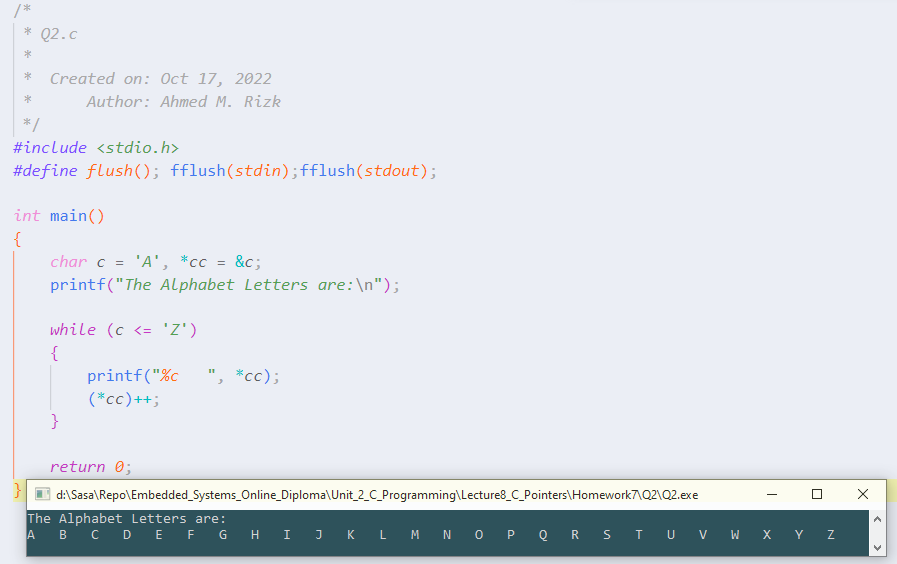 /*
 * Q2.c
 *
 *  Created on: Oct 17, 2022
 *      Author: Ahmed M. Rizk
 */
#include <stdio.h>
#define flush(); fflush(stdin);fflush(stdout);

int main()
{
    char c = 'A', *cc = &c;
    printf("The Alphabet Letters are:\n");

    while (c <= 'Z')
    {
        printf("%c   ", *cc);
        (*cc)++;
    }

    return 0;
}
d:\Sasa\Repo\Embedded_Systems_Online_Diploma\Unit_2_C_Programming\Lecture8_C_Pointers\Homework7\Q2\Q2.exe
The Alphabet Letters are:
A   B   C   D   E   F   G   H   I   J   K   L   M   N   O   P   Q   R   S   T   U   V   W   X   Y   Z